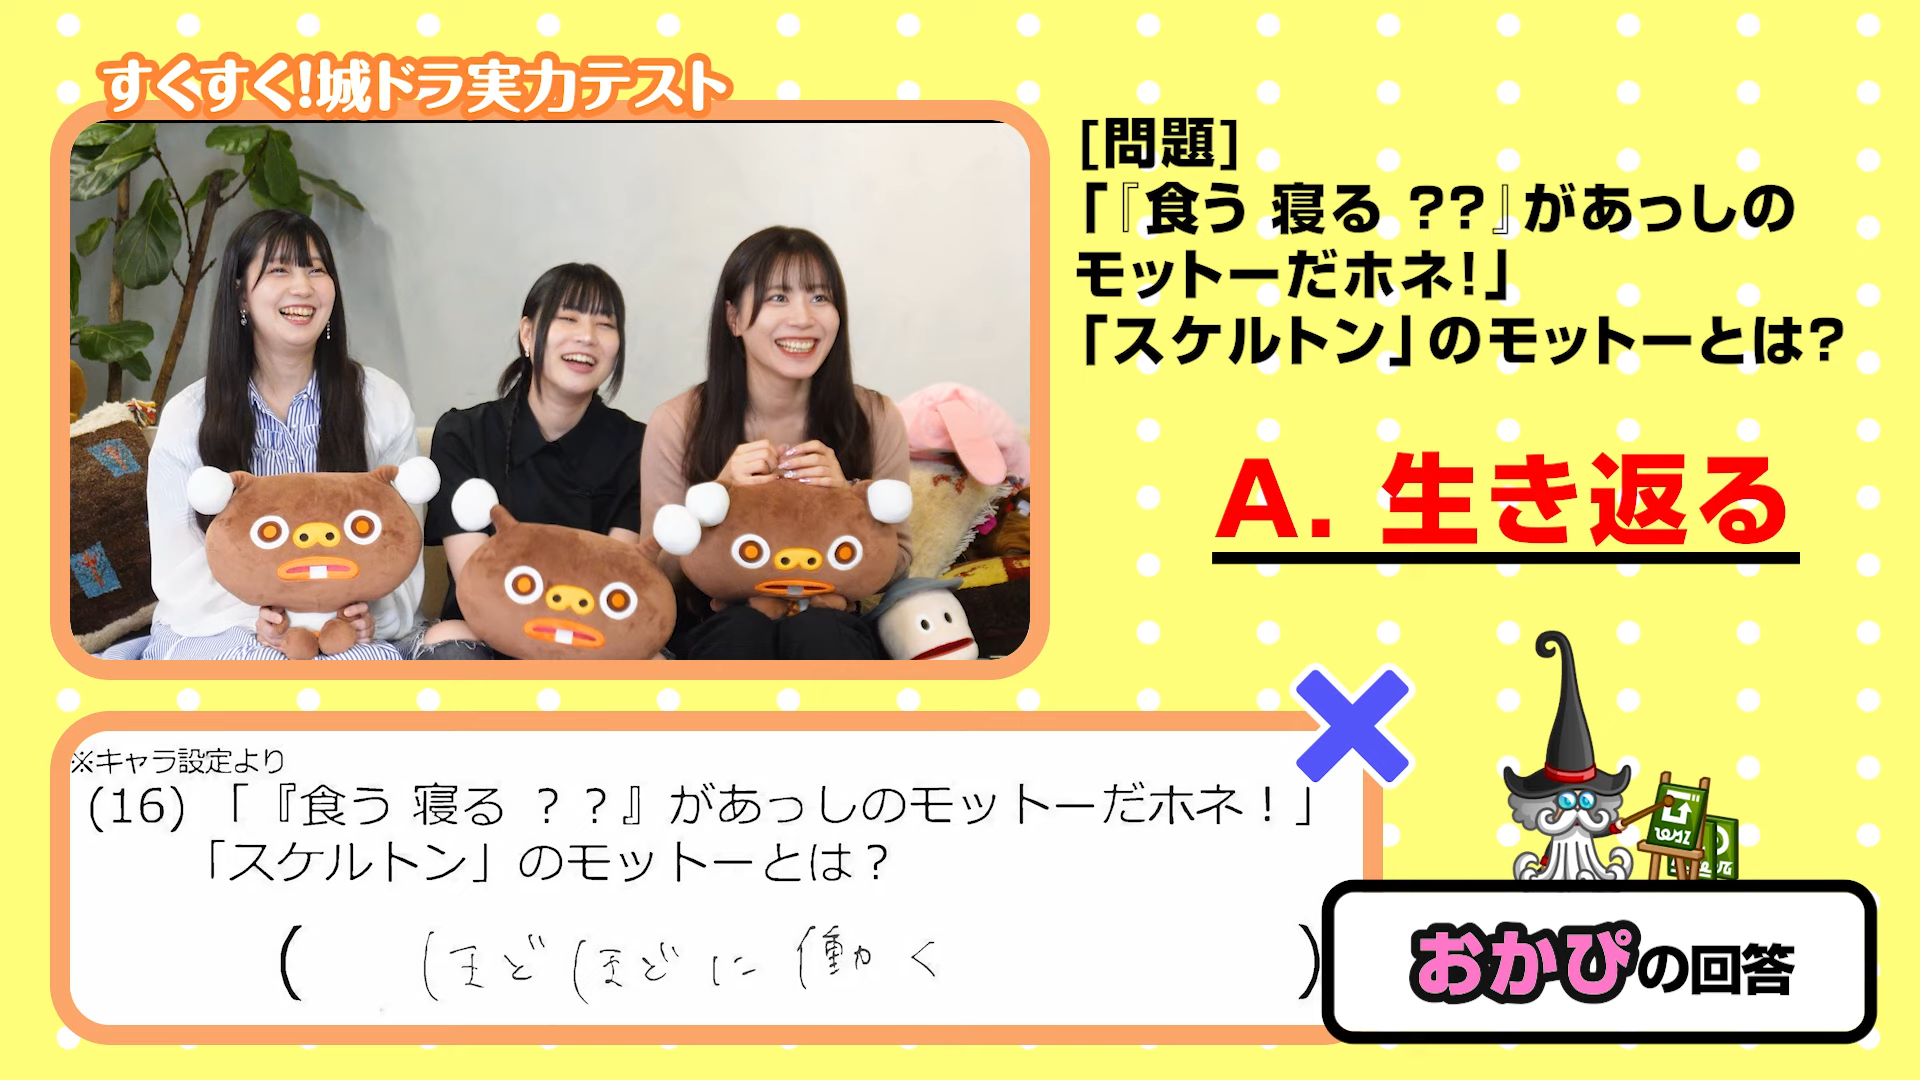 すくすく!城ドラ実力テスト
[問題]
「『食う 寝る ??』があっしの
モットーだホネ!」
「スケルトン」のモットーとは?
A. 生き返る
※キャラ設定より
(16) 「『食う 寝る ？？』があっしのモットーだホネ！」
「スケルトン」のモットーとは？
( ほどほどに働く )
おかぴの回答